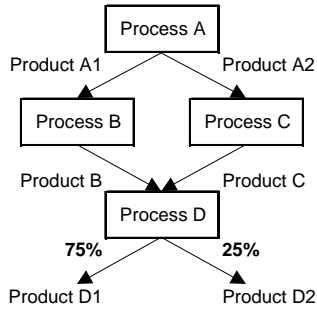 Process A
Product A1
Product A2
Process B
Process C
Product B
Product C
Process D
75%
25%
Product D1
Product D2